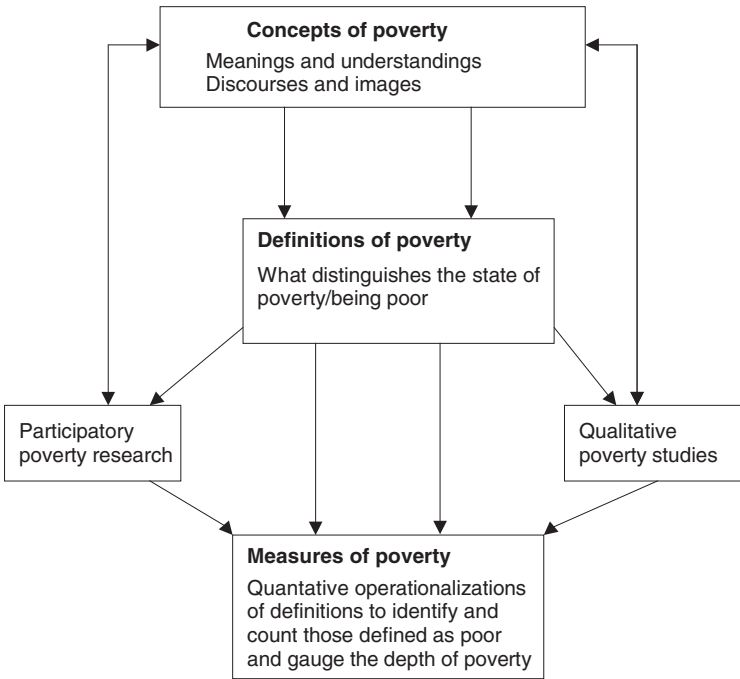 Concepts of poverty
Meanings and understandings
Discourses and images
Definitions of poverty
What distinguishes the state of
poverty/being poor
Participatory
poverty research
Qualitative
poverty studies
Measures of poverty
Quantative operationalizations
of definitions to identify and
count those defined as poor
and gauge the depth of poverty